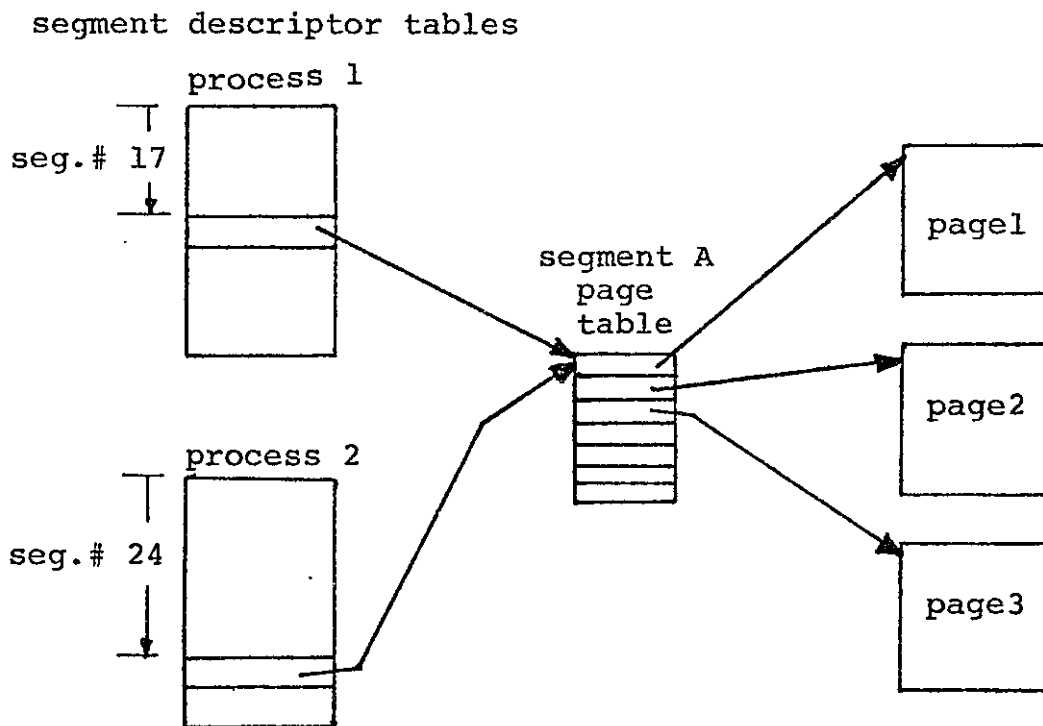 segment descriptor tables
process 1
seg.# 17
segment A
page
table
page1
page2
process 2
seg.# 24
page3